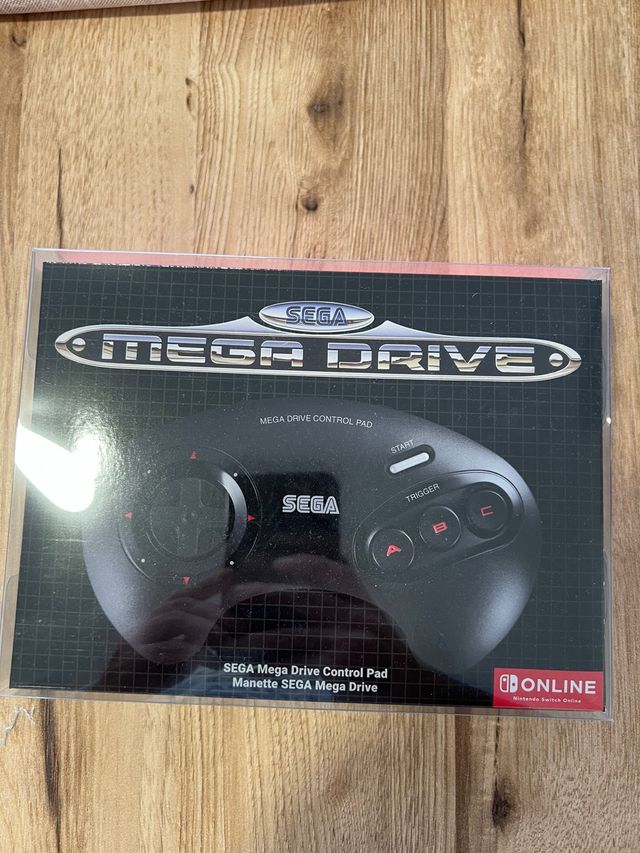 SEGA
MEGA DRIVE
MEGA DRIVE CONTROL PAD
START
SEGA
TRIGGER
A B C
SEGA Mega Drive Control Pad
Manette SEGA Mega Drive
ONLINE
Nintendo Switch Online